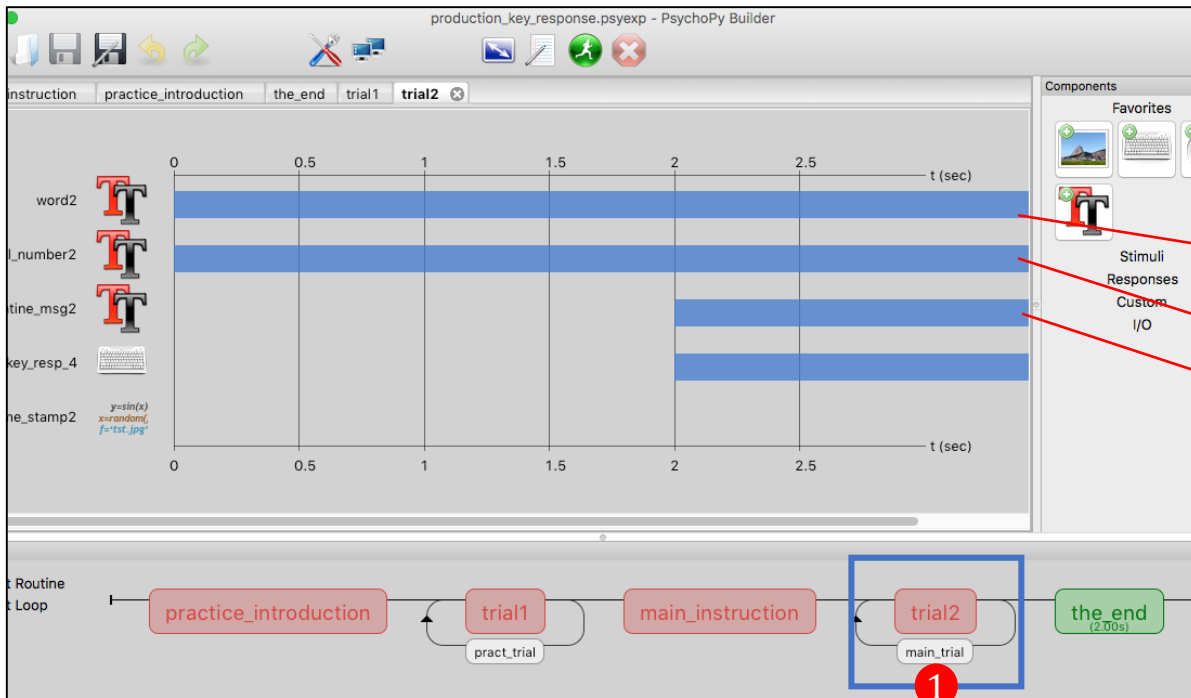 production_key_response.psyexp - PsychoPy Builder
instruction practice_introduction the_end trial1 trial2
Components
Favorites
0 0.5 1 1.5 2 2.5
t (sec)
word2
l_number2
tine_msg2
key_resp_4
ne_stamp2
y=sin(x)
x=random(,
f='tst.jpg'
t (sec)
0 0.5 1 1.5 2 2.5
Stimuli
Responses
Custom
I/O
t Routine
t Loop
practice_introduction trial1 main_instruction trial2 the_end
(2.00s)
pract_trial main_trial
1